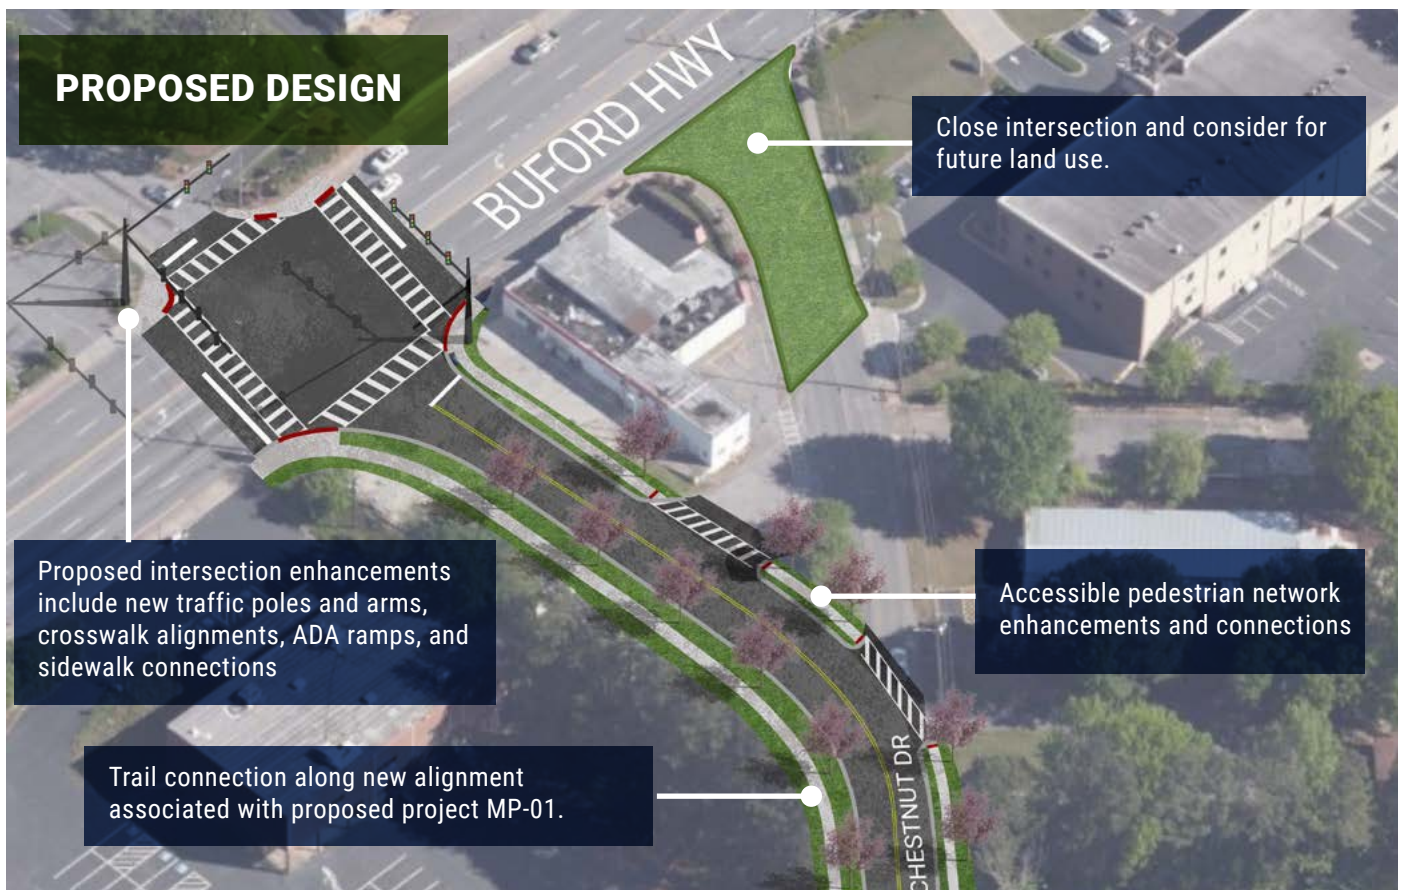 PROPOSED DESIGN
BUFORD HWY
Close intersection and consider for
future land use.
Proposed intersection enhancements
include new traffic poles and arms,
crosswalk alignments, ADA ramps, and
sidewalk connections
Accessible pedestrian network
enhancements and connections
Trail connection along new alignment
associated with proposed project MP-01.
CHESTNUT DR